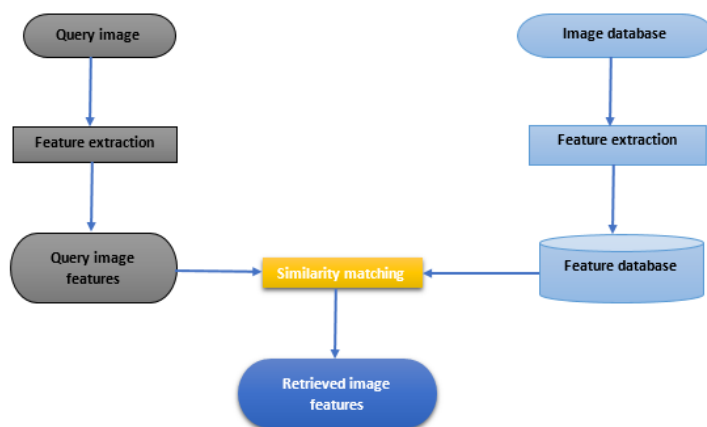 Query image
Image database
Feature extraction
Feature extraction
Query image
features
Similarity matching
Feature database
Retrieved image
features